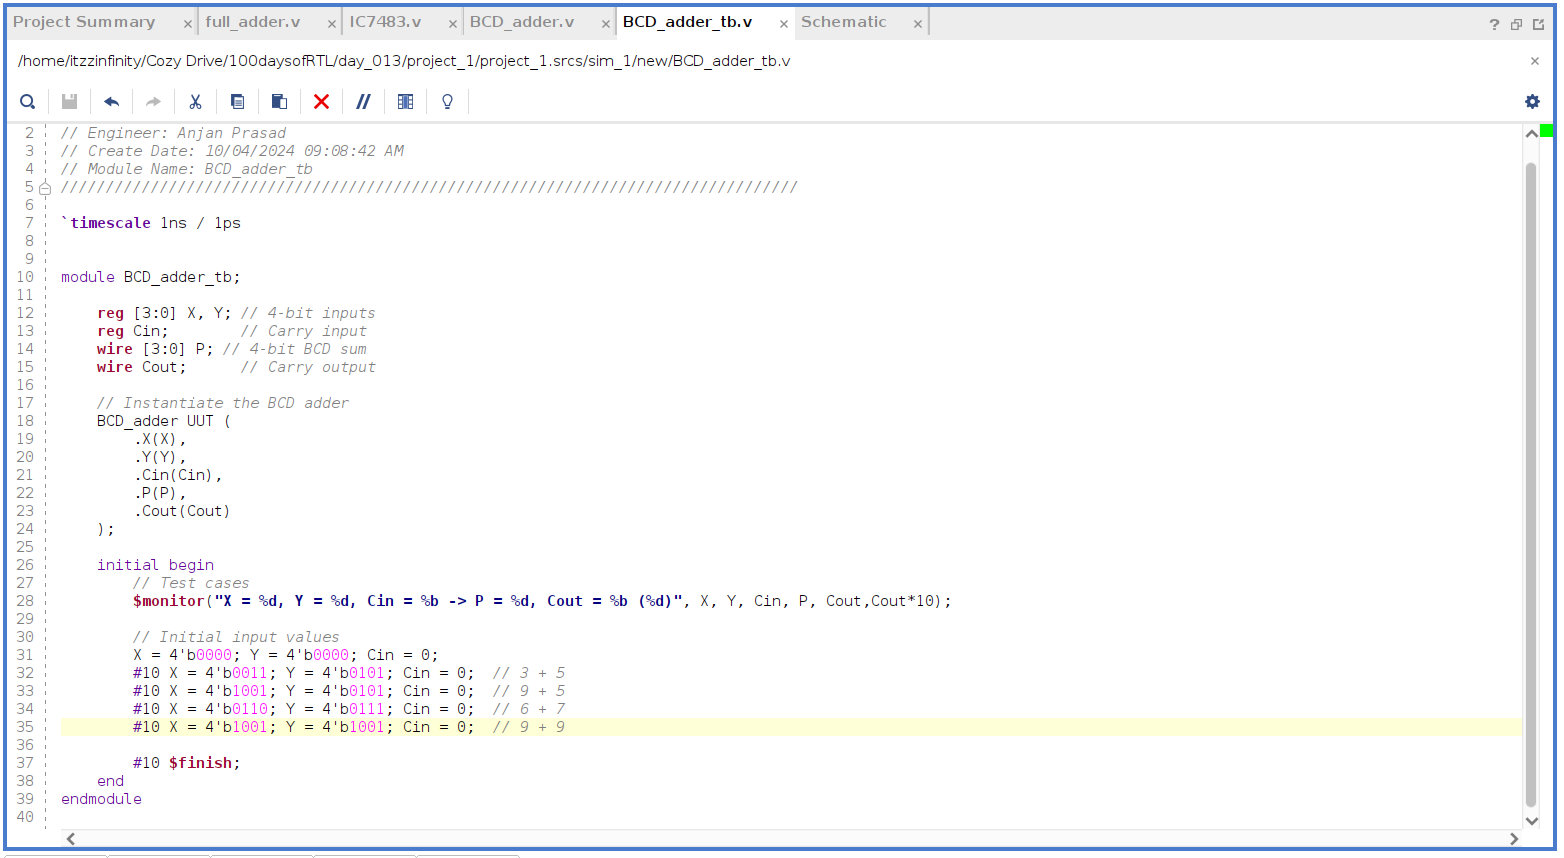 Project Summary × full_adder.v × IC7483.v × BCD_adder.v × BCD_adder_tb.v × Schematic ×
/home/itzzinfinity/Cozy Drive/100daysofRTL/day_013/project_1/project_1.srcs/sim_1/new/BCD_adder_tb.v
2 // Engineer: Anjan Prasad
3 // Create Date: 10/04/2024 09:08:42 AM
4 // Module Name: BCD_adder_tb
5 //////////////////////////////////////////////////////////////////////////////////
6
7 `timescale 1ns / 1ps
8
9
10 module BCD_adder_tb;
11
12 reg [3:0] X, Y; // 4-bit inputs
13 reg Cin; // Carry input
14 wire [3:0] P; // 4-bit BCD sum
15 wire Cout; // Carry output
16
17 // Instantiate the BCD adder
18 BCD_adder UUT (
19 .X(X),
20 .Y(Y),
21 .Cin(Cin),
22 .P(P),
23 .Cout(Cout)
24 );
25
26 initial begin
27 // Test cases
28 $monitor("X = %d, Y = %d, Cin = %b -> P = %d, Cout = %b (%d)", X, Y, Cin, P, Cout,Cout*10);
29
30 // Initial input values
31 X = 4'b0000; Y = 4'b0000; Cin = 0;
32 #10 X = 4'b0011; Y = 4'b0101; Cin = 0; // 3 + 5
33 #10 X = 4'b1001; Y = 4'b0101; Cin = 0; // 9 + 5
34 #10 X = 4'b0110; Y = 4'b0111; Cin = 0; // 6 + 7
35 #10 X = 4'b1001; Y = 4'b1001; Cin = 0; // 9 + 9
36
37 #10 $finish;
38 end
39 endmodule
40